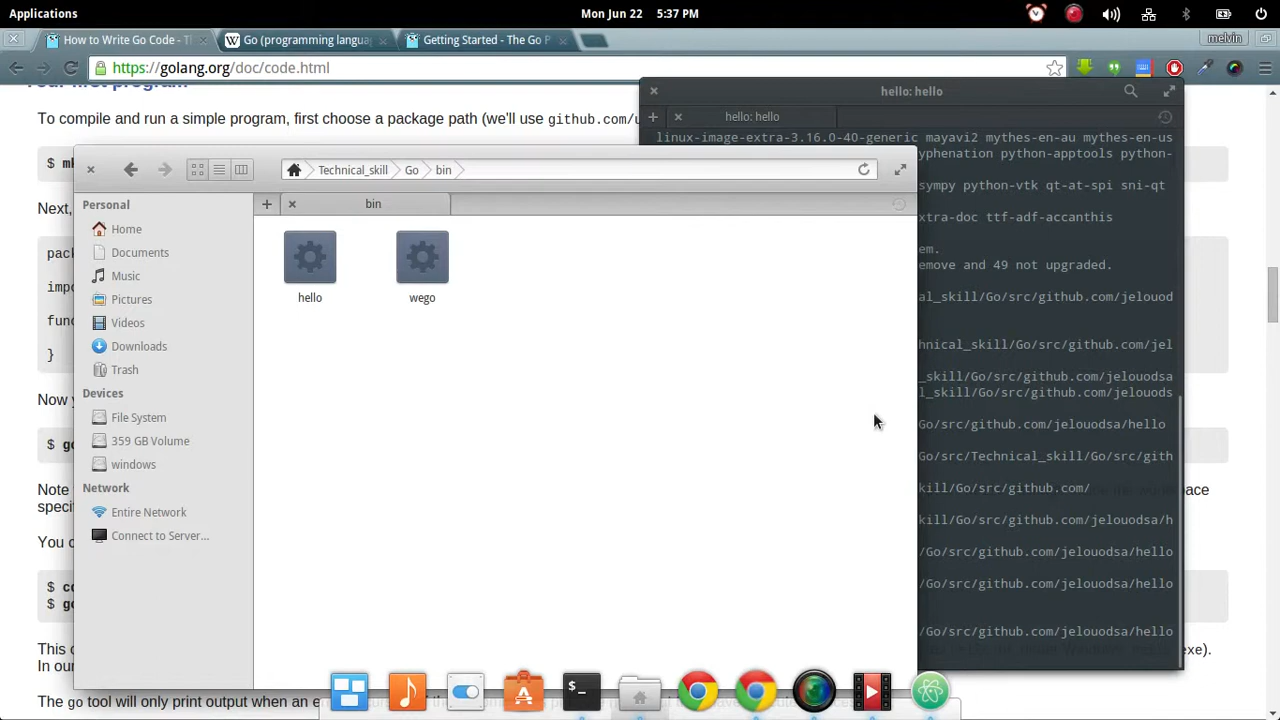 Applications
Mon Jun 22 5:37 PM
How to Write Go Code - T
Go (programming langua
Getting Started - The Go P
melvin
https://golang.org/doc/code.html
Your first program
To compile and run a simple program, first choose a package path (we'll use github.com/u
$ mk
Next,
pack
impo
func
}
Now y
$ go
Note
specif
space
You c
$ co
$ go
This c
In our
exe).
The go tool will only print output when an e
hello: hello
hello: hello
linux-image-extra-3.16.0-40-generic mayavi2 mythes-en-au mythes-en-us
yphenation python-apptools python-
sympy python-vtk qt-at-spi sni-qt
xtra-doc ttf-adf-accanthis
em.
emove and 49 not upgraded.
al_skill/Go/src/github.com/jelouod
hnical_skill/Go/src/github.com/jel
_skill/Go/src/github.com/jelouodsa
l_skill/Go/src/github.com/jelouods
Go/src/github.com/jelouodsa/hello
Go/src/Technical_skill/Go/src/gith
kill/Go/src/github.com/
kill/Go/src/github.com/jelouodsa/h
/Go/src/github.com/jelouodsa/hello
/Go/src/github.com/jelouodsa/hello
/Go/src/github.com/jelouodsa/hello
Technical_skill
Go
bin
bin
Personal
Home
Documents
Music
Pictures
Videos
Downloads
Trash
Devices
File System
359 GB Volume
windows
Network
Entire Network
Connect to Server...
hello
wego